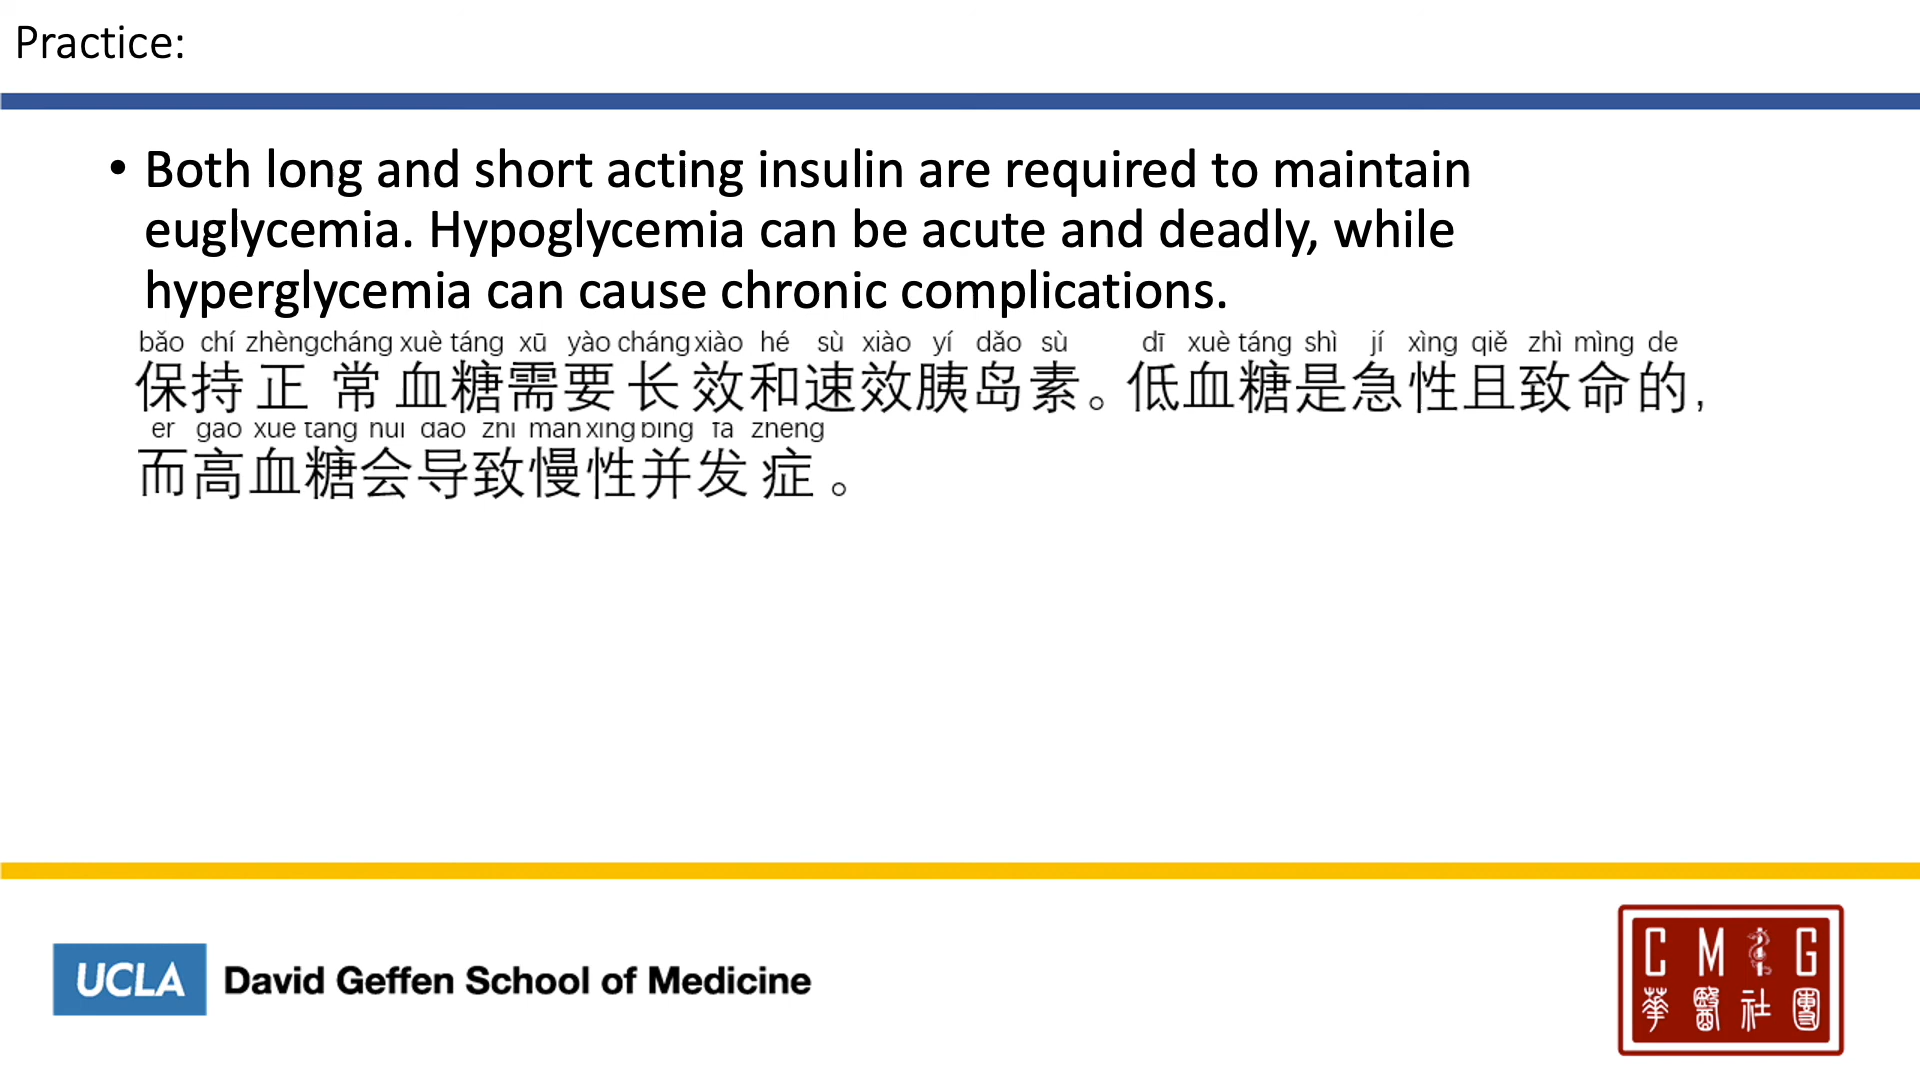 Practice:
• Both long and short acting insulin are required to maintain
euglycemia. Hypoglycemia can be acute and deadly, while
hyperglycemia can cause chronic complications.
bǎo chí zhèngcháng xuè táng xū yào cháng xiào hé sù xiào yí dǎo sù dī xuè táng shì jí xìng qiě zhì mìng de
保持正常血糖需要长效和速效胰岛素。低血糖是急性且致命的,
er gao xue tang hui dao zhi man xing bing fa zheng
而高血糖会导致慢性并发症。
UCLA David Geffen School of Medicine
C M G
華醫社團